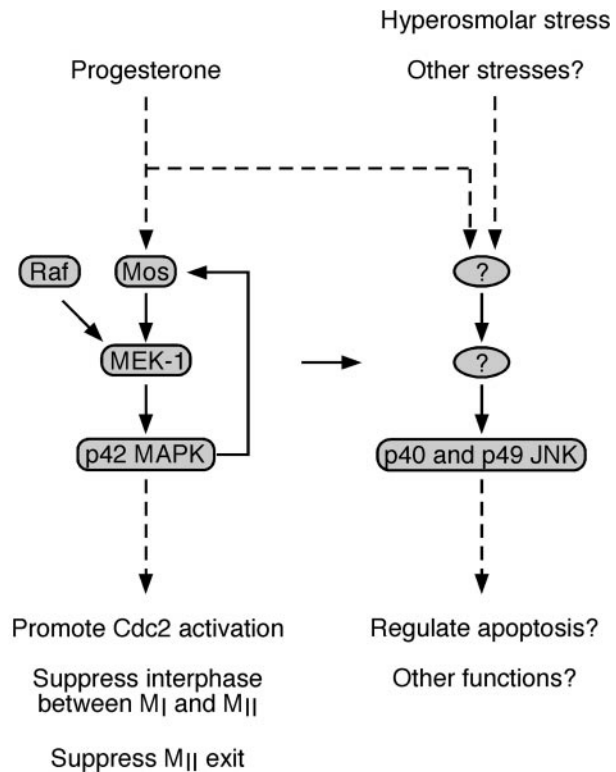 Hyperosmolar stress
Progesterone
Other stresses?
Raf
Mos
?
MEK-1
?
p42 MAPK
p40 and p49 JNK
Promote Cdc2 activation
Regulate apoptosis?
Suppress interphase
between MI and MII
Other functions?
Suppress MII exit